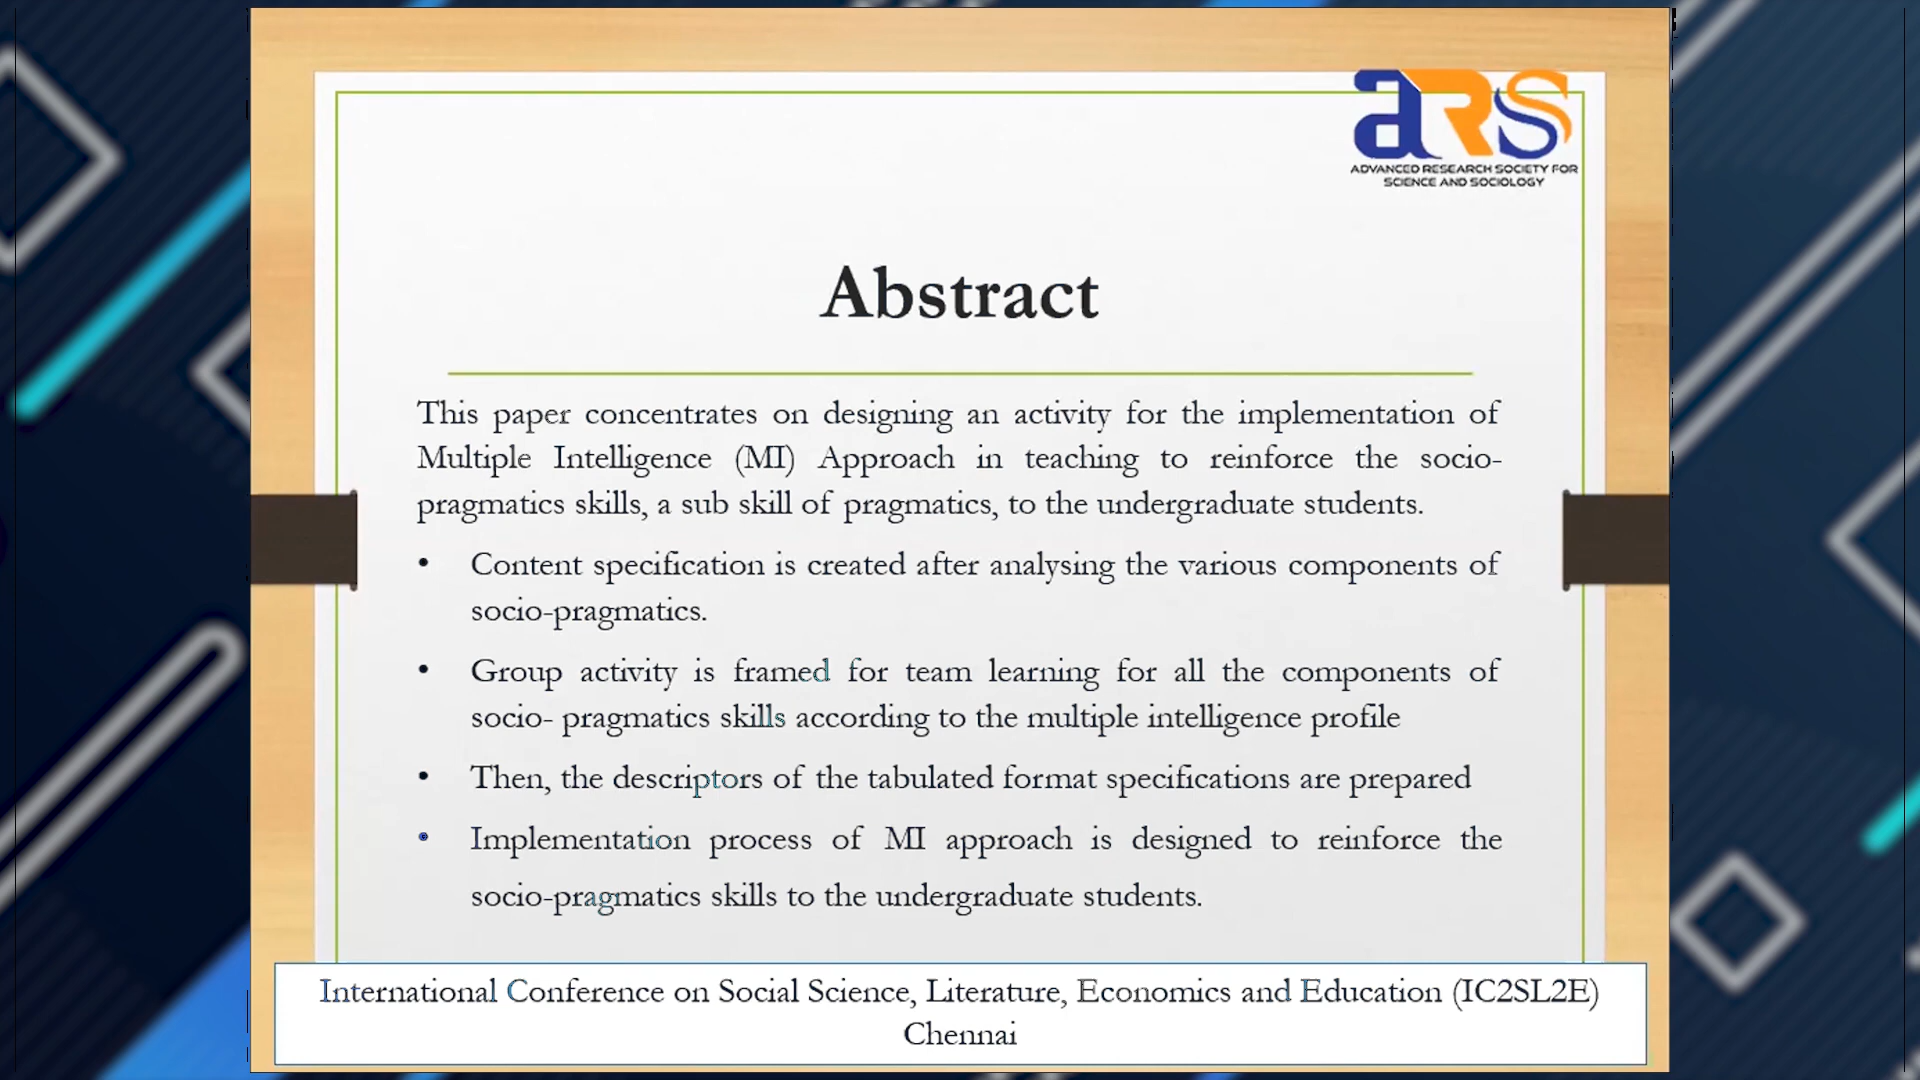 aRS
ADVANCED RESEARCH SOCIETY FOR
SCIENCE AND SOCIOLOGY
Abstract
This paper concentrates on designing an activity for the implementation of
Multiple Intelligence (MI) Approach in teaching to reinforce the socio-
pragmatics skills, a sub skill of pragmatics, to the undergraduate students.
• Content specification is created after analysing the various components of
socio-pragmatics.
• Group activity is framed for team learning for all the components of
socio- pragmatics skills according to the multiple intelligence profile
• Then, the descriptors of the tabulated format specifications are prepared
• Implementation process of MI approach is designed to reinforce the
socio-pragmatics skills to the undergraduate students.
International Conference on Social Science, Literature, Economics and Education (IC2SL2E)
Chennai